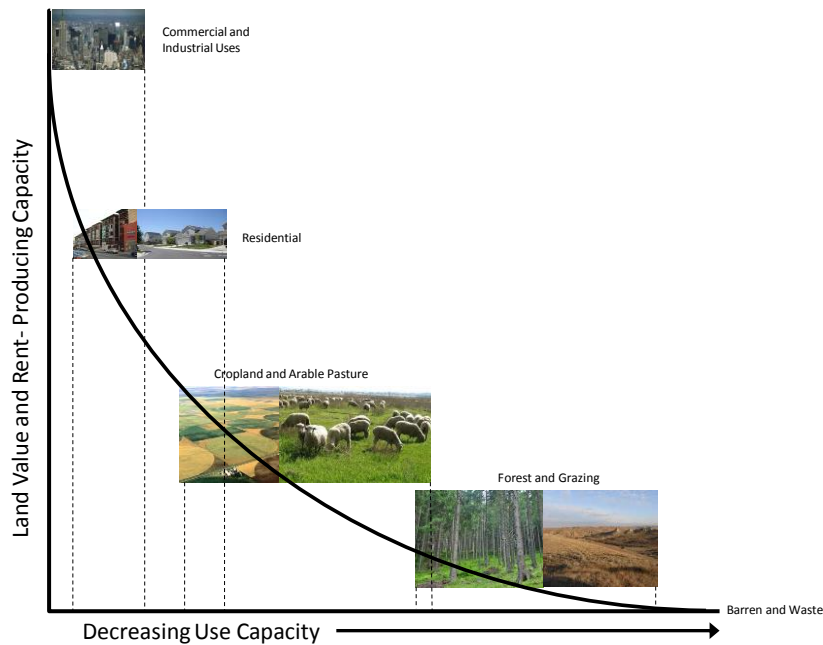 Commercial and
Industrial Uses
Land Value and Rent- Producing Capacity
Residential
Cropland and Arable Pasture
Forest and Grazing
Barren and Waste
Decreasing Use Capacity